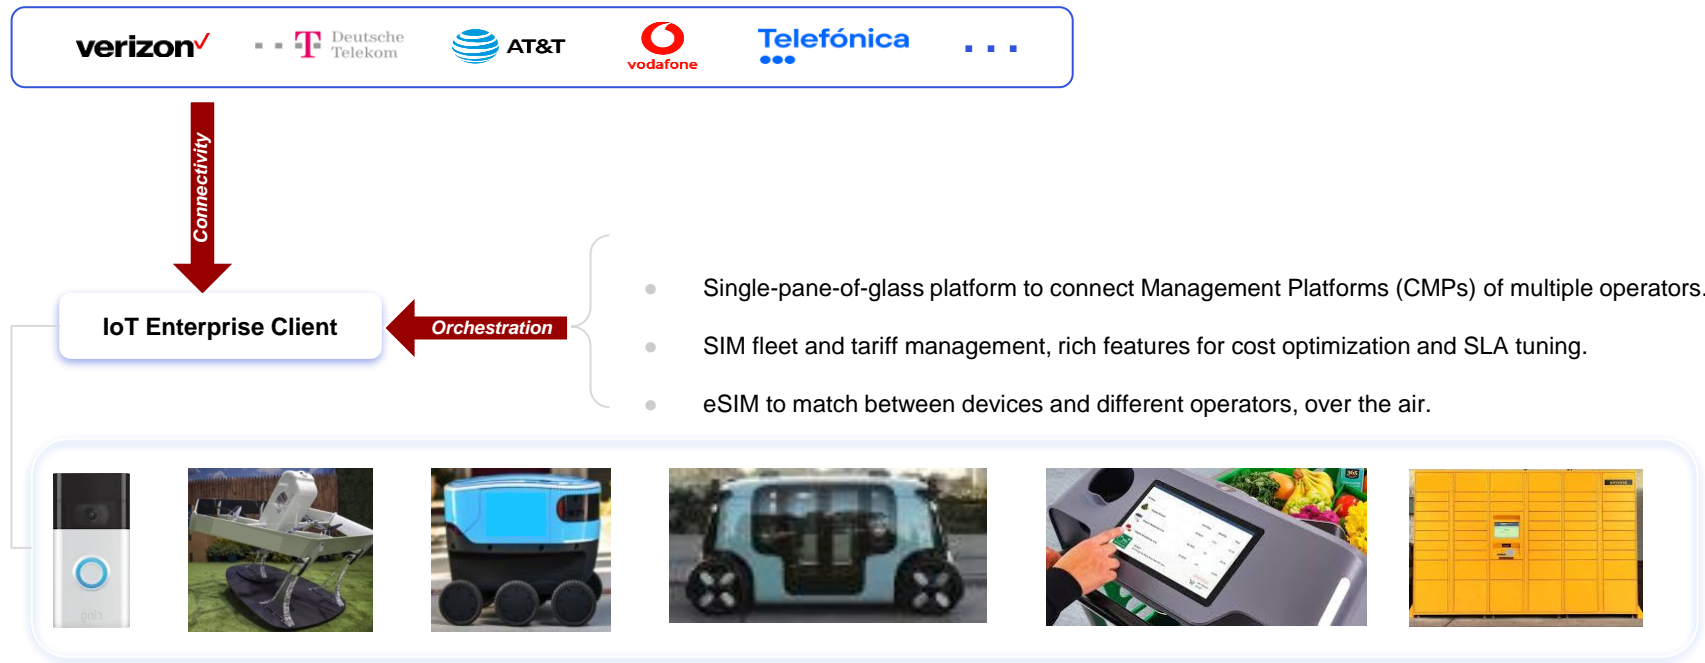 verizon
Deutsche
Telekom
AT&T
vodafone
Telefónica
Connectivity
IoT Enterprise Client
Orchestration
Single-pane-of-glass platform to connect Management Platforms (CMPs) of multiple operators.
SIM fleet and tariff management, rich features for cost optimization and SLA tuning.
eSIM to match between devices and different operators, over the air.
ring
365